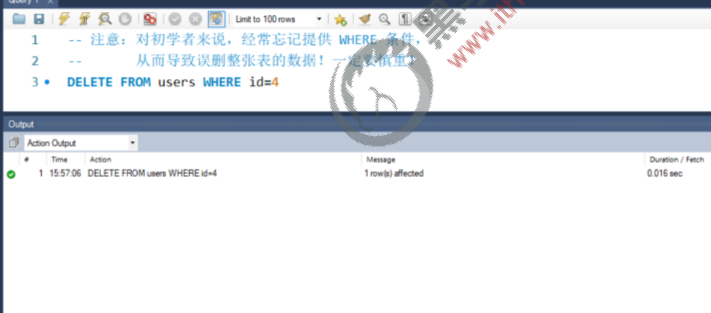 Limit to 100 rows
1 -- 注意：对初学者来说，经常忘记提供 WHERE 条件，
2 -- 从而导致误删整张表的数据！一定要慎重！
3 DELETE FROM users WHERE id=4
Output
Action Output
# Time Action Message Duration / Fetch
1 15:57:06 DELETE FROM users WHERE id=4 1 row(s) affected 0.016 sec
黑
www.ith